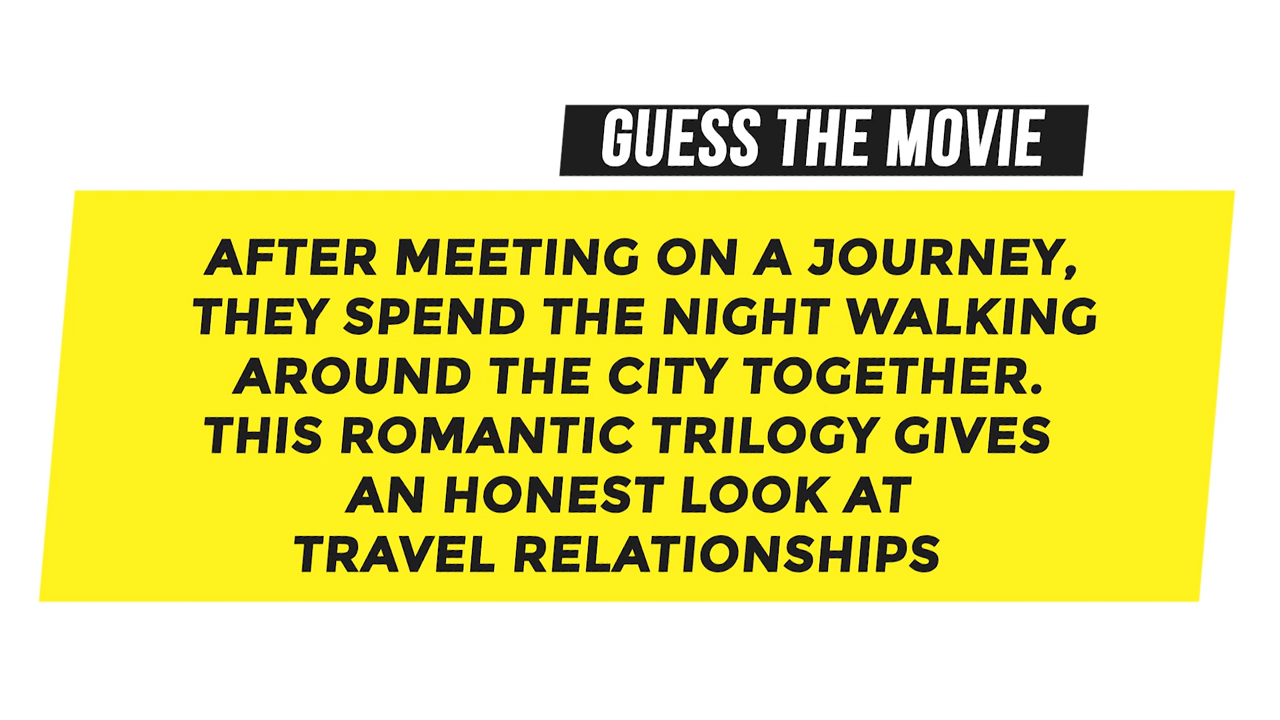 GUESS THE MOVIE
AFTER MEETING ON A JOURNEY,
THEY SPEND THE NIGHT WALKING
AROUND THE CITY TOGETHER.
THIS ROMANTIC TRILOGY GIVES
AN HONEST LOOK AT
TRAVEL RELATIONSHIPS